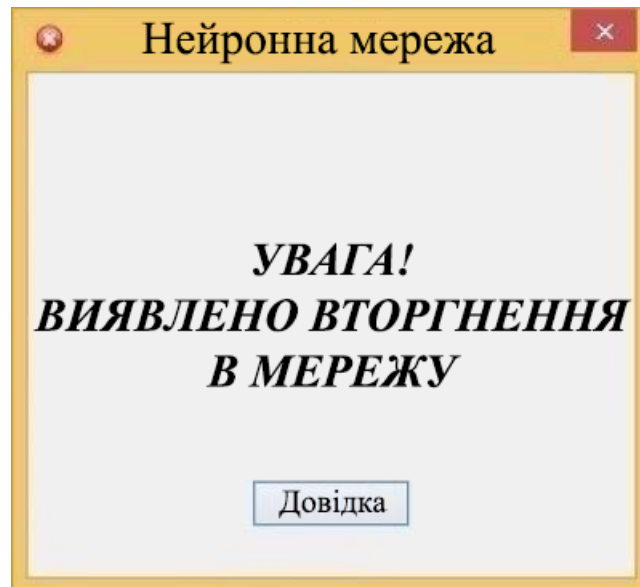 Нейронна мережа
УВАГА!
ВИЯВЛЕНО ВТОРГНЕННЯ
В МЕРЕЖУ
Довідка